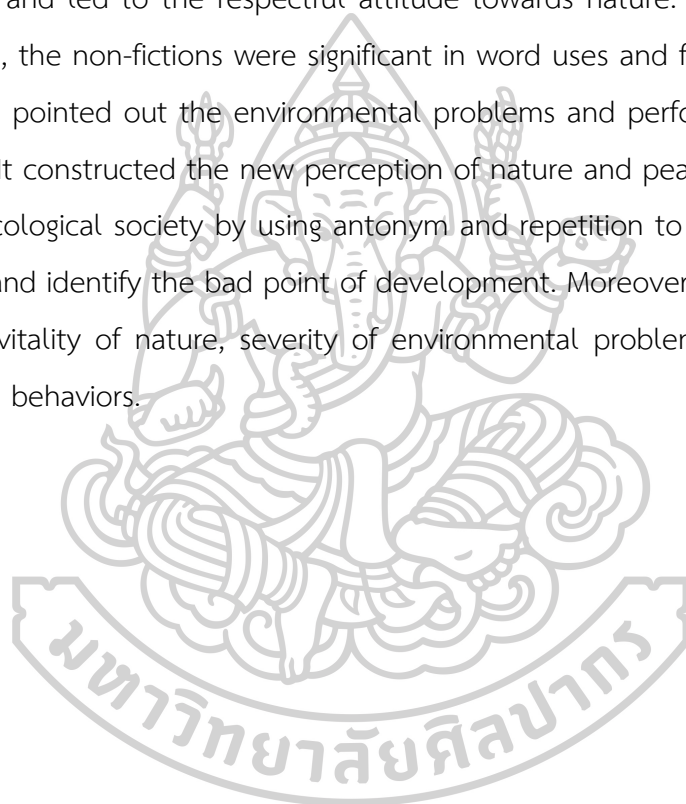 and led to the respectful attitude towards nature.
, the non-fictions were significant in word uses and f
pointed out the environmental problems and perfo
It constructed the new perception of nature and pea
cological society by using antonym and repetition to
and identify the bad point of development. Moreover
vitality of nature, severity of environmental problem
behaviors.
มหาวิทยาลัยศิลปากร